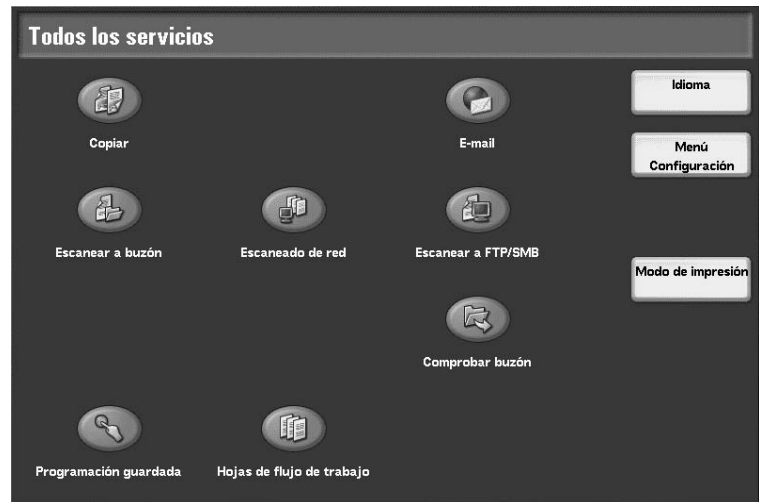 Todos los servicios
Copiar
E-mail
Idioma
Menú
Configuración
Escanear a buzón
Escaneado de red
Escanear a FTP/SMB
Modo de impresión
Comprobar buzón
Programación guardada
Hojas de flujo de trabajo